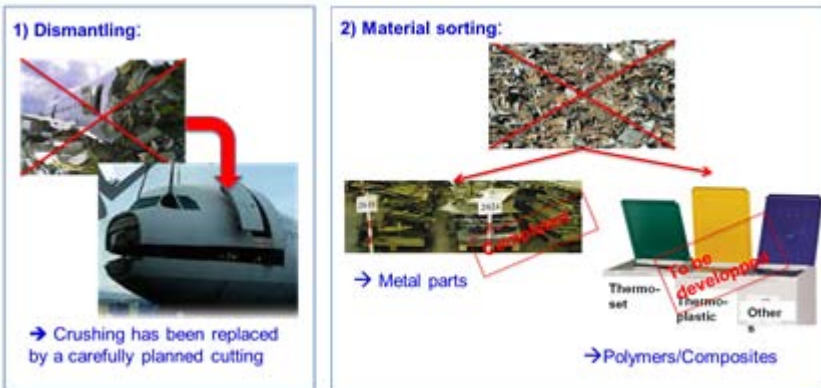 1) Dismantling:
→ Crushing has been replaced
by a carefully planned cutting
2) Material sorting:
2024
→ Metal parts
To be
developped
Thermo-
set
Thermo-
plastic
Other
s
→Polymers/Composites